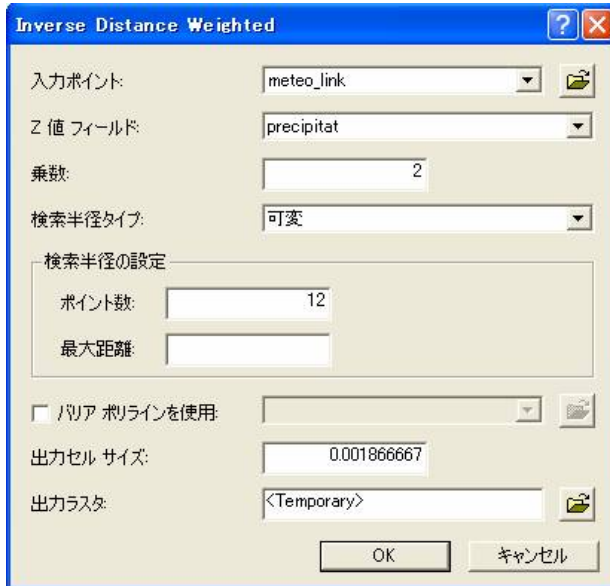 Inverse Distance Weighted
入力ポイント: meteo_link
Z 値 フィールド: precipitat
乗数: 2
検索半径タイプ: 可変
検索半径の設定
ポイント数: 12
最大距離:
バリア ポリラインを使用:
出力セル サイズ: 0.001866667
出力ラスタ: <Temporary>
OK キャンセル